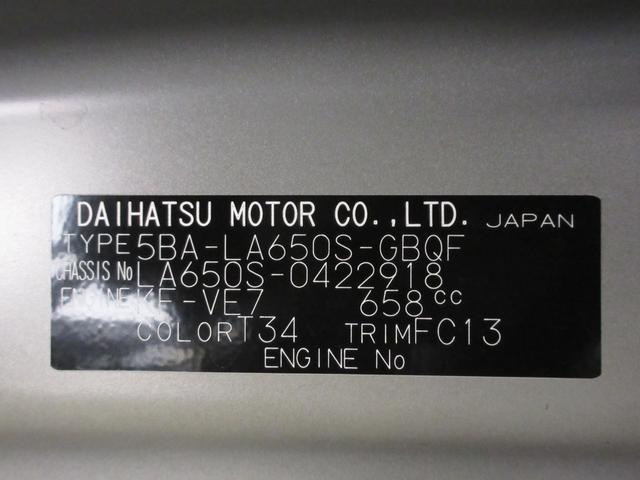 DAIHATSU MOTOR CO.,LTD. JAPAN
TYPE 5BA-LA650S-GBQF
CHASSIS No LA650S-0422918
ENGINE KF-VE7 658cc
COLOR T34 TRIM FC13
ENGINE No